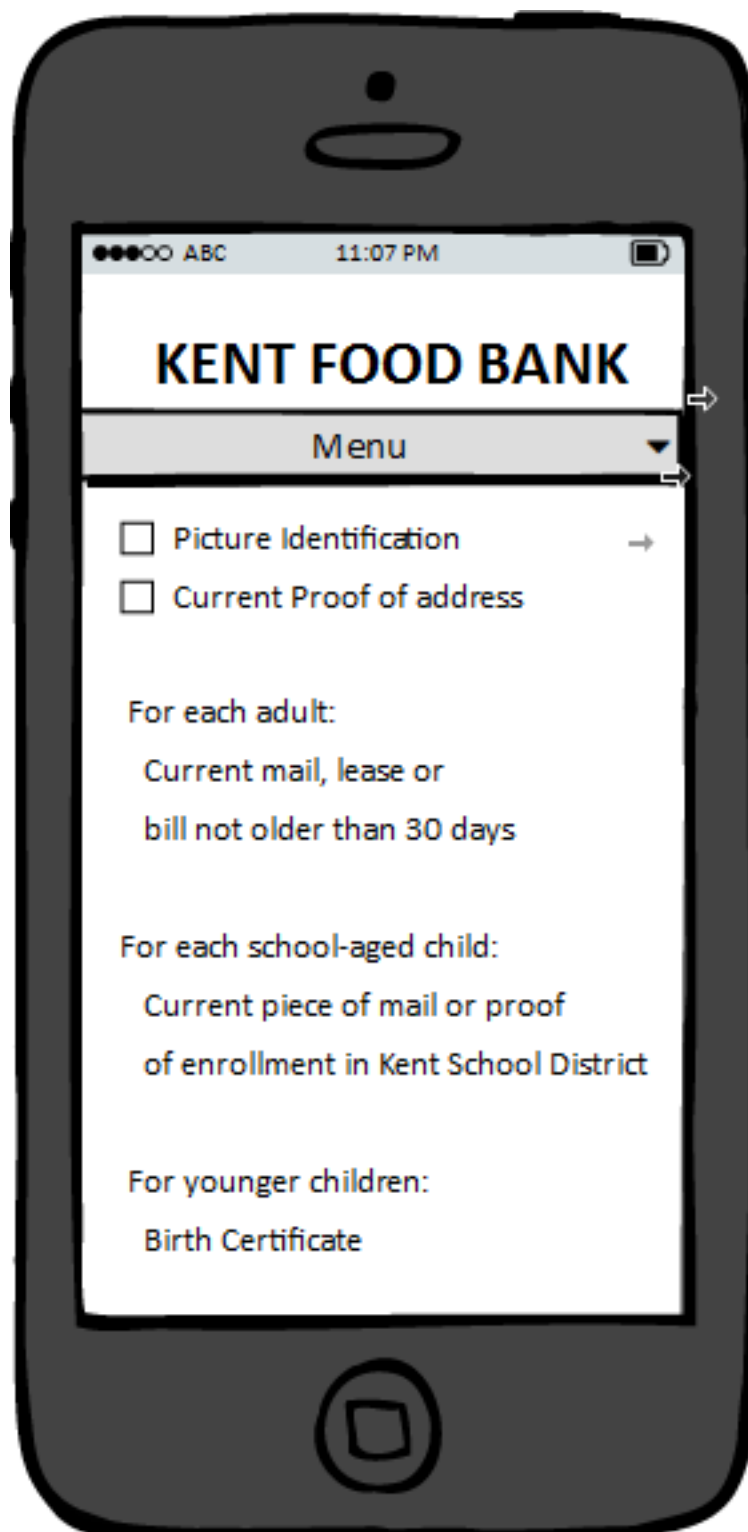 ABC 11:07 PM
KENT FOOD BANK
Menu
Picture Identification
Current Proof of address
For each adult:
Current mail, lease or
bill not older than 30 days
For each school-aged child:
Current piece of mail or proof
of enrollment in Kent School District
For younger children:
Birth Certificate